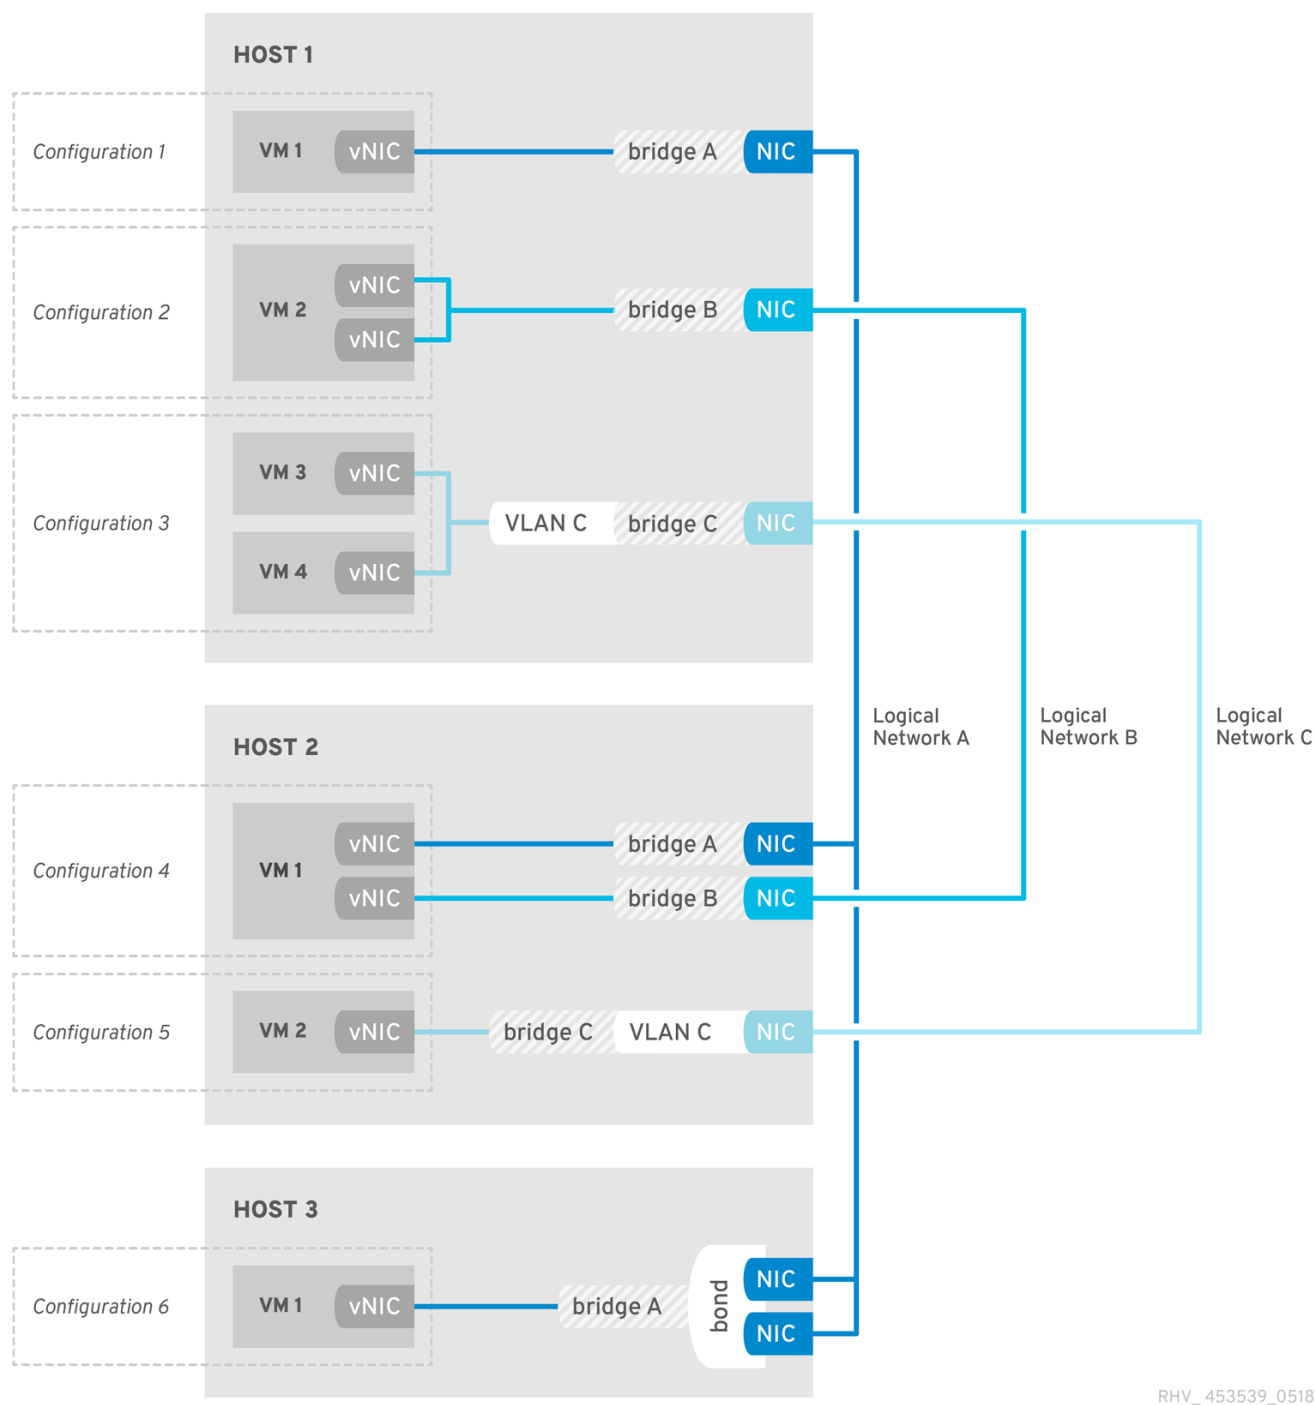 HOST 1
Configuration 1
VM 1
vNIC
bridge A
NIC
Configuration 2
VM 2
vNIC
vNIC
bridge B
NIC
Configuration 3
VM 3
vNIC
VM 4
vNIC
VLAN C
bridge C
NIC
Logical
Network A
Logical
Network B
Logical
Network C
HOST 2
Configuration 4
VM 1
vNIC
bridge A
NIC
vNIC
bridge B
NIC
Configuration 5
VM 2
vNIC
bridge C
VLAN C
NIC
HOST 3
Configuration 6
VM 1
vNIC
bridge A
bond
NIC
NIC
RHV_453539_0518